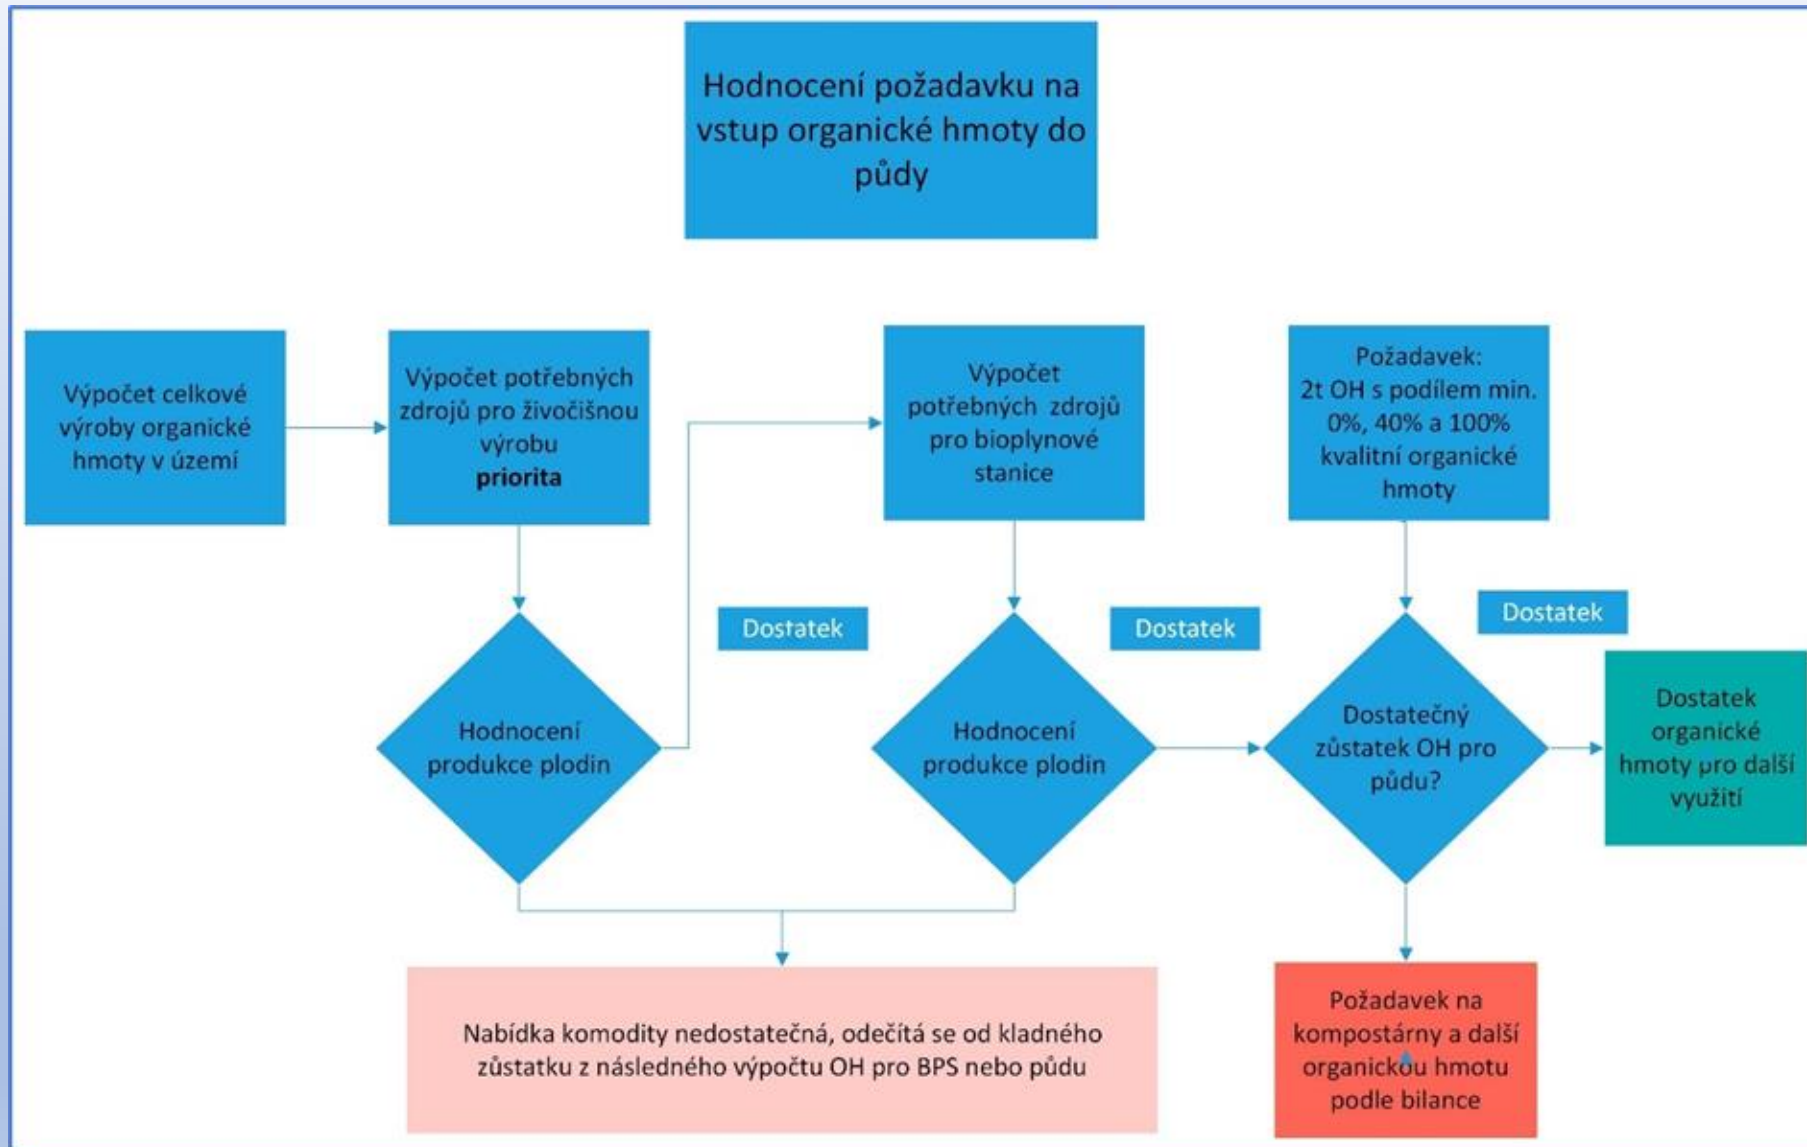 Hodnocení požadavku na
vstup organické hmoty do
půdy
Výpočet celkové
výroby organické
hmoty v území
Výpočet potřebných
zdrojů pro živočišnou
výrobu
priorita
Výpočet
potřebných zdrojů
pro bioplynové
stanice
Požadavek:
2t OH s podílem min.
0%, 40% a 100%
kvalitní organické
hmoty
Dostatek
Dostatek
Dostatek
Hodnocení
produkce plodin
Hodnocení
produkce plodin
Dostatečný
zůstatek OH pro
půdu?
Dostatek
organické
hmoty pro další
využití
Nabídka komodity nedostatečná, odečítá se od kladného
zůstatku z následného výpočtu OH pro BPS nebo půdu
Požadavek na
kompostárny a další
organickou hmotu
podle bilance